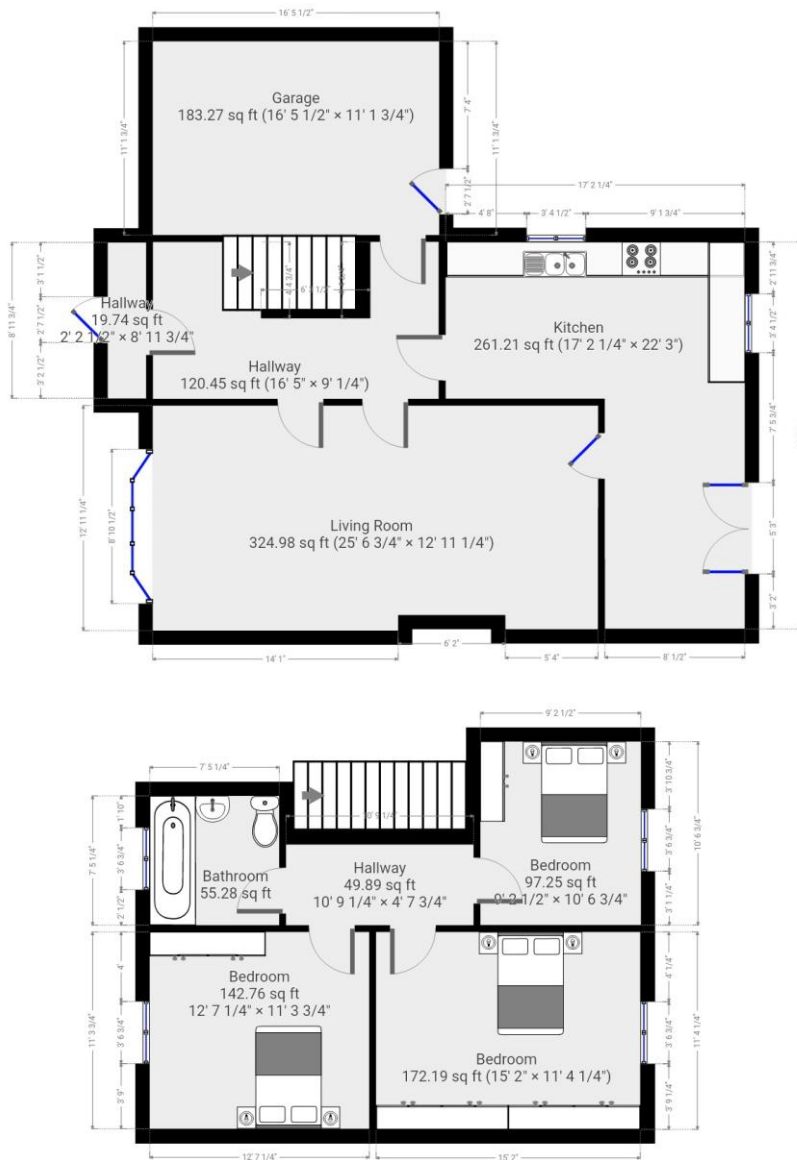 16' 5 1/2"
11' 1 3/4"
Garage
183.27 sq ft (16' 5 1/2" × 11' 1 3/4")
7' 4"
11' 1 3/4"
2' 7 1/2"
17' 2 1/4"
4' 8"
3' 4 1/2"
9' 1 3/4"
8' 11 3/4"
3' 1 1/2"
2' 7 1/2"
3' 2 1/2"
Hallway
19.74 sq ft
2' 2 1/2" × 8' 11 3/4"
Hallway
120.45 sq ft (16' 5" × 9' 1/4")
Kitchen
261.21 sq ft (17' 2 1/4" × 22' 3")
2' 11 3/4"
3' 4 1/2"
7' 5 3/4"
5' 3"
3' 2"
12' 11 1/4"
8' 10 1/2"
Living Room
324.98 sq ft (25' 6 3/4" × 12' 11 1/4")
14' 1"
6' 2"
5' 4"
8' 1/2"
9' 2 1/2"
7' 5 1/4"
10' 9 1/4"
7' 5 1/4"
1' 10"
3' 6 3/4"
2' 1/2"
Bathroom
55.28 sq ft
Hallway
49.89 sq ft
10' 9 1/4" × 4' 7 3/4"
Bedroom
97.25 sq ft
9' 2 1/2" × 10' 6 3/4"
3' 10 3/4"
3' 6 3/4"
3' 1 1/4"
10' 6 3/4"
11' 3 3/4"
4'
3' 6 3/4"
3' 9"
Bedroom
142.76 sq ft
12' 7 1/4" × 11' 3 3/4"
Bedroom
172.19 sq ft (15' 2" × 11' 4 1/4")
4' 1/4"
3' 6 3/4"
3' 9 1/4"
11' 4 1/4"
12' 7 1/4"
15' 2"